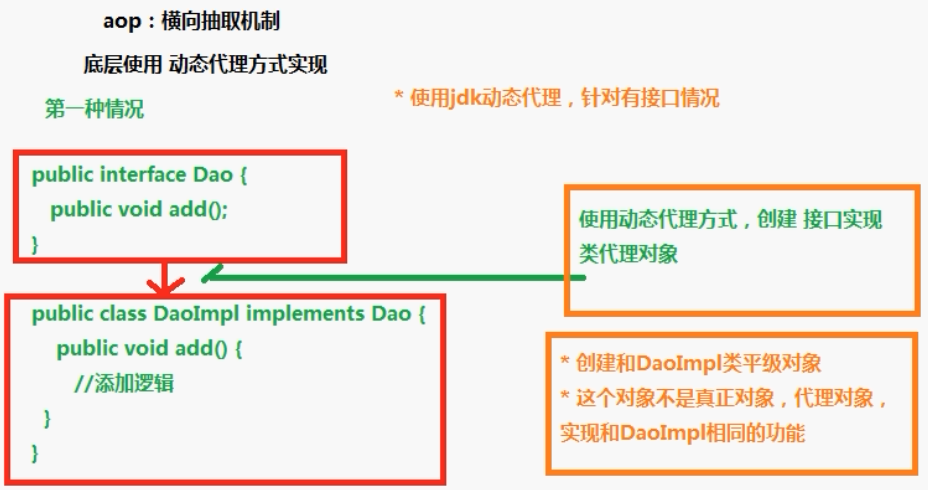 aop：横向抽取机制
底层使用 动态代理方式实现
第一种情况
* 使用jdk动态代理，针对有接口情况
public interface Dao {
public void add();
}
使用动态代理方式，创建 接口实现
类代理对象
public class DaoImpl implements Dao {
public void add() {
//添加逻辑
}
}
* 创建和DaoImpl类平级对象
* 这个对象不是真正对象，代理对象，
实现和DaoImpl相同的功能